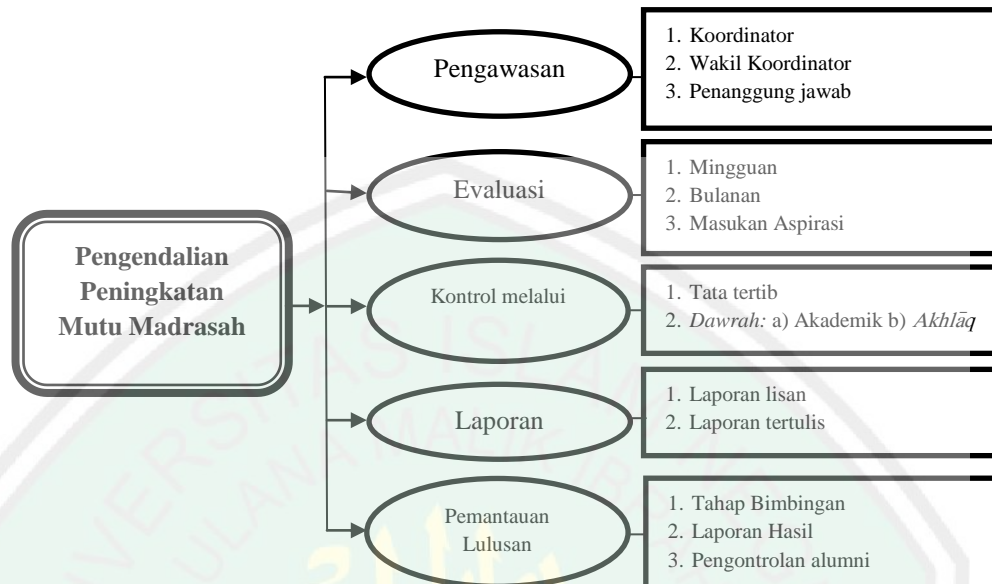 Pengawasan
1. Koordinator
2. Wakil Koordinator
3. Penanggung jawab
Evaluasi
1. Mingguan
2. Bulanan
3. Masukan Aspirasi
Pengendalian
Peningkatan
Mutu Madrasah
Kontrol melalui
1. Tata tertib
2. Dawrah: a) Akademik b) Akhlāq
Laporan
1. Laporan lisan
2. Laporan tertulis
Pemantauan
Lulusan
1. Tahap Bimbingan
2. Laporan Hasil
3. Pengontrolan alumni